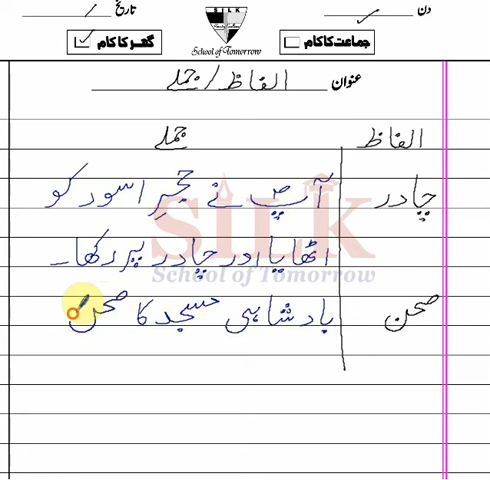 دن تاریخ
SILK
School of Tomorrow
جماعت کا کام گھر کا کام
عنوان الفاظ / جملے
الفاظ جملے
چادر آپؐ نے حجرِ اسود کو
اٹھایا اور چادر پر رکھا۔
SILK
School of Tomorrow
صحن بادشاہی مسجد کا صحن